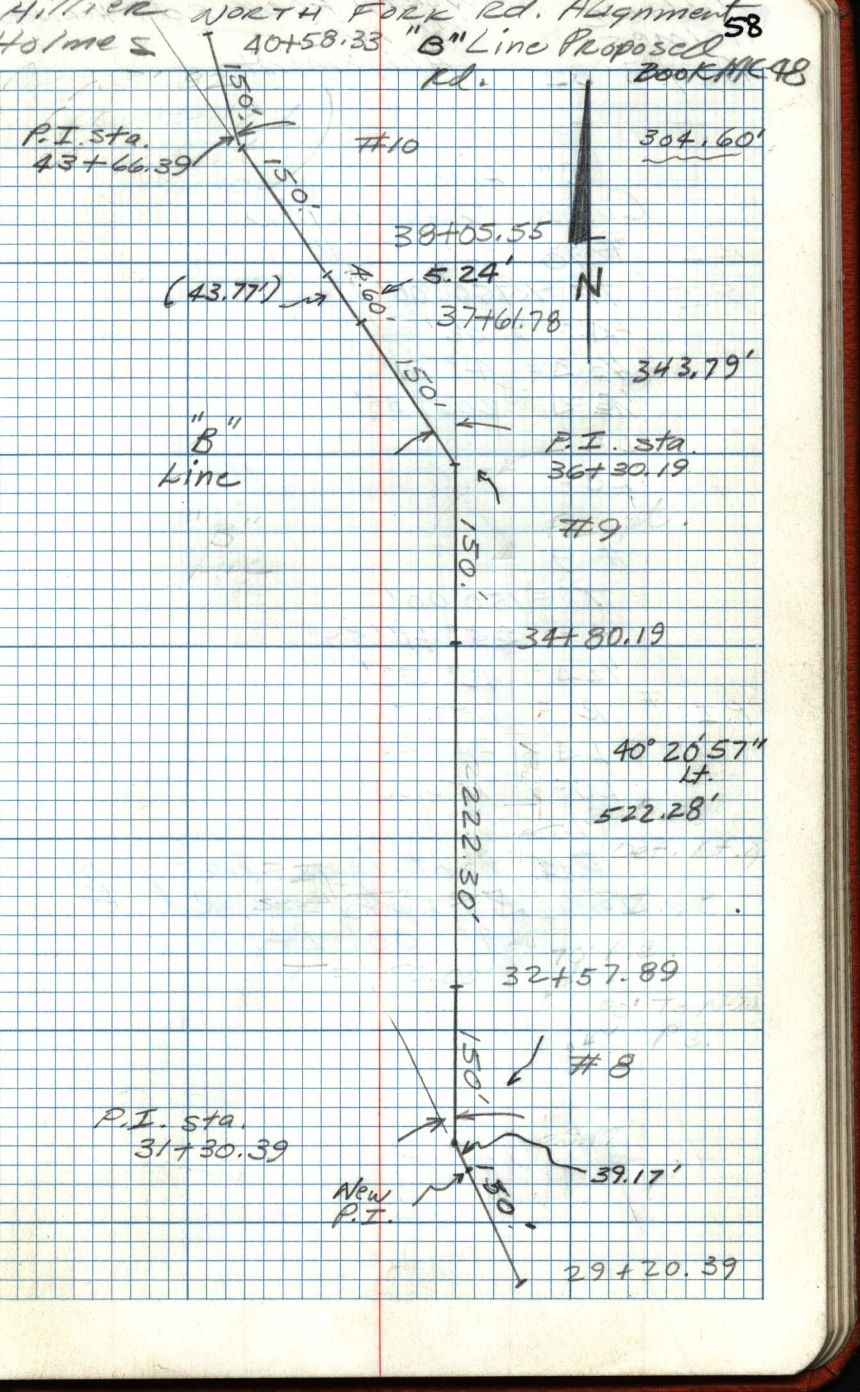 Hillier NORTH FORK Rd. Alignment 58
Holmes 40+58.33 "B" Line Proposed
Rd. Book HK 48
150.'
P.I. sta. #10 304.60'
43+66.39
150.'
38+05.55
(43.77') 4.60- 5.24'
N
37+61.78
343.79'
150'
"B" P.I. sta.
Line 36+30.19
#9
150.'
34+80.19
40° 20' 57"
Lt.
522.28'
222.30'
32+57.89
150'
#8
P.I. sta.
31+30.39
39.17'
New
P.I.
150.'
29+20.39